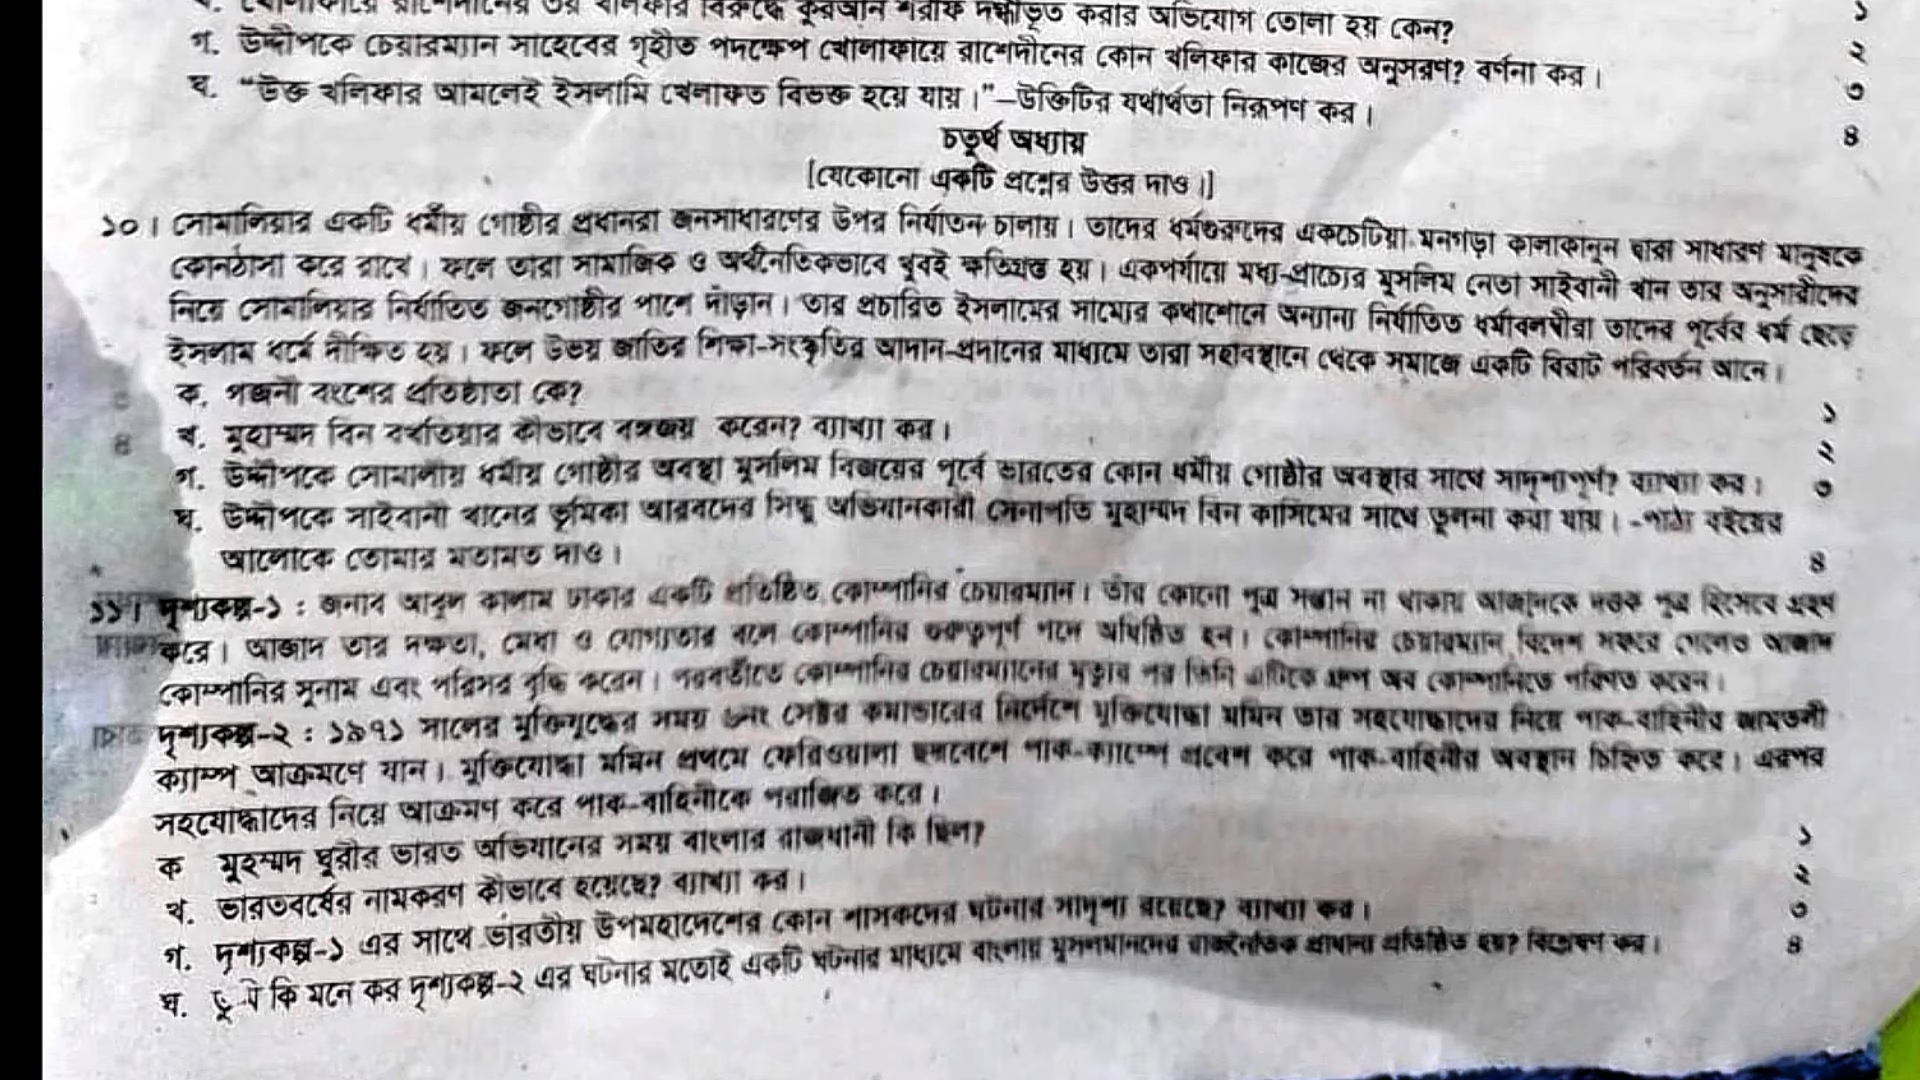 খোলাফায়ে রাশেদীনের ৩য় খলিফার বিরুদ্ধে কুরআন শরীফ দগ্ধীভূত করার অভিযোগ তোলা হয় কেন? ১
গ. উদ্দীপকে চেয়ারম্যান সাহেবের গৃহীত পদক্ষেপ খোলাফায়ে রাশেদীনের কোন খলিফার কাজের অনুসরণ? বর্ণনা কর। ২
ঘ. “উক্ত খলিফার আমলেই ইসলামি খেলাফত বিভক্ত হয়ে যায়।”–উক্তিটির যথার্থতা নিরূপণ কর। ৩
চতুর্থ অধ্যায় ৪
[যেকোনো একটি প্রশ্নের উত্তর দাও।]
১০। সোমালিয়ার একটি ধর্মীয় গোষ্ঠীর প্রধানরা জনসাধারণের উপর নির্যাতন চালায়। তাদের ধর্মগুরুদের একচেটিয়া মনগড়া কালাকানুন দ্বারা সাধারণ মানুষকে
কোনঠাসা করে রাখে। ফলে তারা সামাজিক ও অর্থনৈতিকভাবে খুবই ক্ষতিগ্রস্ত হয়। একপর্যায়ে মধ্য-প্রাচ্যের মুসলিম নেতা সাইবানী খান তার অনুসারীদের
নিয়ে সোমালিয়ার নির্যাতিত জনগোষ্ঠীর পাশে দাঁড়ান। তার প্রচারিত ইসলামের সাম্যের কথাশোনে অন্যান্য নির্যাতিত ধর্মাবলম্বীরা তাদের পূর্বের ধর্ম ছেড়ে
ইসলাম ধর্মে দীক্ষিত হয়। ফলে উভয় জাতির শিক্ষা-সংস্কৃতির আদান-প্রদানের মাধ্যমে তারা সহাবস্থানে থেকে সমাজে একটি বিরাট পরিবর্তন আনে।
ক. গজনী বংশের প্রতিষ্ঠাতা কে? ১
খ. মুহাম্মদ বিন বখতিয়ার কীভাবে বঙ্গজয় করেন? ব্যাখ্যা কর। ২
গ. উদ্দীপকে সোমালীয় ধর্মীয় গোষ্ঠীর অবস্থা মুসলিম বিজয়ের পূর্বে ভারতের কোন ধর্মীয় গোষ্ঠীর অবস্থার সাথে সাদৃশ্যপূর্ণ? ব্যাখ্যা কর। ৩
ঘ. উদ্দীপকে সাইবানী খানের ভূমিকা আরবদের সিন্ধু অভিযানকারী সেনাপতি মুহাম্মদ বিন কাসিমের সাথে তুলনা করা যায়। -পাঠ্য বইয়ের
আলোকে তোমার মতামত দাও। ৪
১১। দৃশ্যকল্প-১ : জনাব আবুল কালাম ঢাকার একটি প্রতিষ্ঠিত কোম্পানির চেয়ারম্যান। তাঁর কোনো পুত্র সন্তান না থাকায় আজাদকে দত্তক পুত্র হিসেবে গ্রহণ
করে। আজাদ তার দক্ষতা, মেধা ও যোগ্যতার বলে কোম্পানির গুরুত্বপূর্ণ পদে অধিষ্ঠিত হন। কোম্পানির চেয়ারম্যান বিদেশ সফরে গেলেও আজাদ
কোম্পানির সুনাম এবং পরিসর বৃদ্ধি করেন। পরবর্তীতে কোম্পানির চেয়ারম্যানের মৃত্যুর পর তিনি এটিকে গ্রুপ অব কোম্পানিতে পরিণত করেন।
দৃশ্যকল্প-২ : ১৯৭১ সালের মুক্তিযুদ্ধের সময় ৬নং সেক্টর কমান্ডারের নির্দেশে মুক্তিযোদ্ধা মমিন তার সহযোদ্ধাদের নিয়ে পাক-বাহিনীর
ক্যাম্প আক্রমণে যান। মুক্তিযোদ্ধা মমিন প্রথমে ফেরিওয়ালা ছদ্মবেশে পাক-ক্যাম্পে প্রবেশ করে পাক-বাহিনীর অবস্থান চিহ্নিত করে। এরপর
সহযোদ্ধাদের নিয়ে আক্রমণ করে পাক-বাহিনীকে পরাজিত করে।
ক মুহম্মদ ঘুরীর ভারত অভিযানের সময় বাংলার রাজধানী কি ছিল? ১
খ. ভারতবর্ষের নামকরণ কীভাবে হয়েছে? ব্যাখ্যা কর। ২
গ. দৃশ্যকল্প-১ এর সাথে ভারতীয় উপমহাদেশের কোন শাসকদের ঘটনার সাদৃশ্য রয়েছে? ব্যাখ্যা কর। ৩
ঘ. কি মনে কর দৃশ্যকল্প-২ এর ঘটনার মতোই একটি ঘটনার মাধ্যমে বাংলায় মুসলমানদের রাজনৈতিক প্রাধান্য প্রতিষ্ঠিত হয়? বিশ্লেষণ কর। ৪